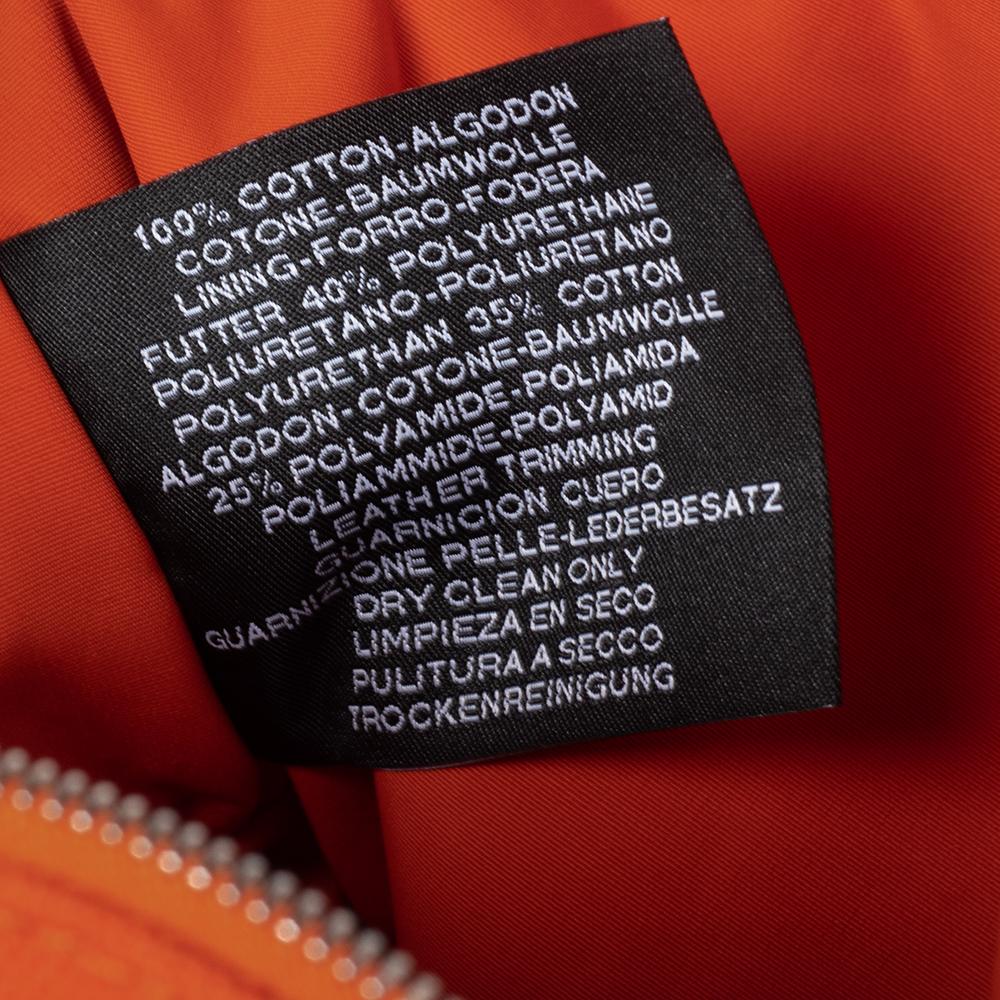 100% COTTON-ALGODON
COTONE-BAUMWOLLE
LINING-FORRO-FODERA
FUTTER 40% POLYURETHANE
POLIURETANO-POLIURETANO
POLYURETHAN 35% COTTON
ALGODON-COTONE-BAUMWOLLE
25% POLYAMIDE-POLIAMIDA
POLIAMMIDE-POLYAMID
LEATHER TRIMMING
GUARNICION CUERO
GUARNIZIONE PELLE-LEDERBESATZ
DRY CLEAN ONLY
LIMPIEZA EN SECO
PULITURA A SECCO
TROCKENREINIGUNG